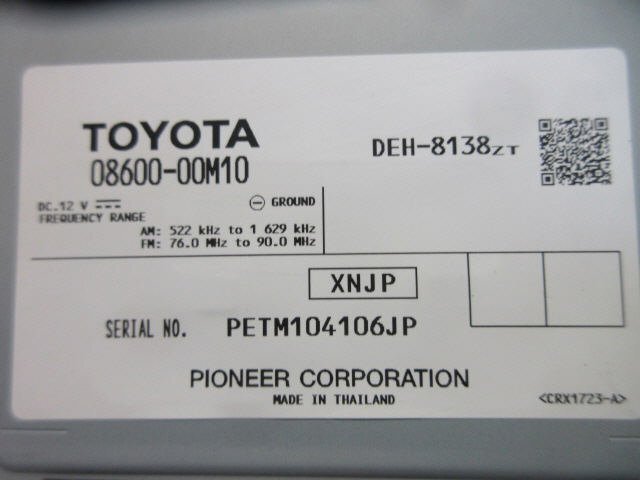 TOYOTA
08600-00M10
DEH-8138ZT
DC.12 V
GROUND
FREQUENCY RANGE
AM: 522 kHz to 1 629 kHz
FM: 76.0 MHz to 90.0 MHz
XNJP
SERIAL NO. PETM104106JP
PIONEER CORPORATION
MADE IN THAILAND
<CRX1723-A>